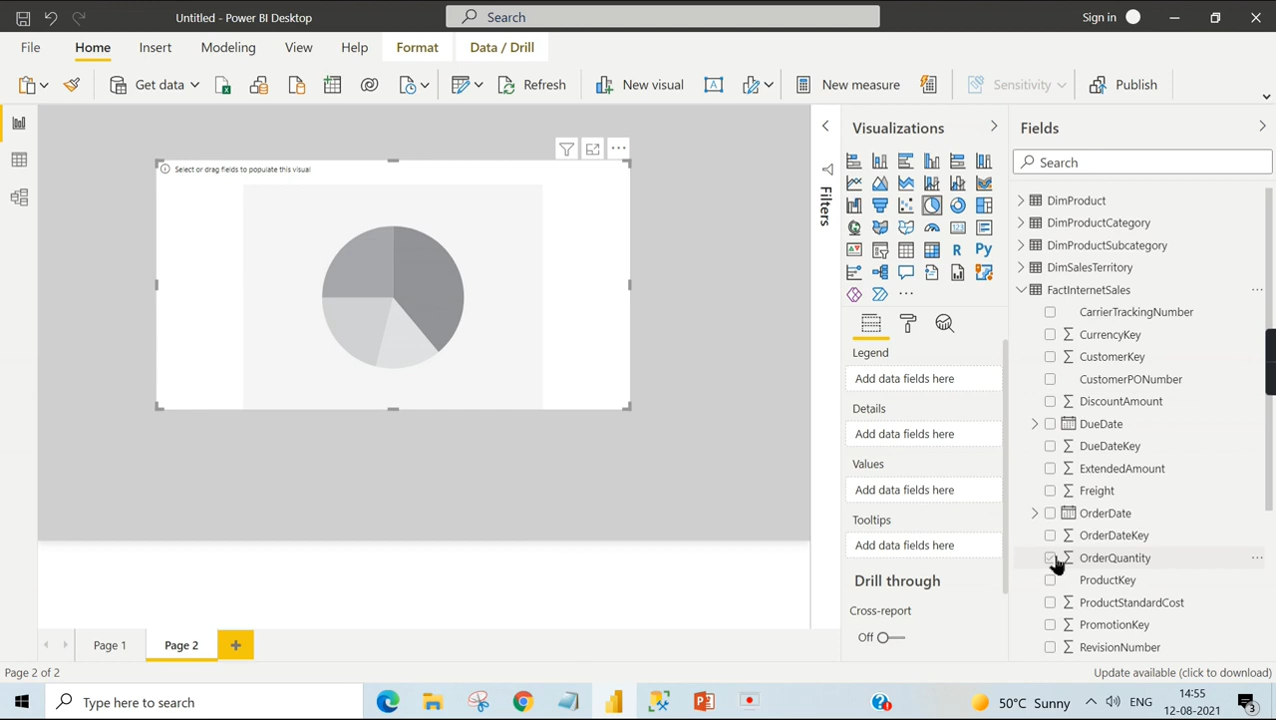 Untitled - Power BI Desktop
Search
Sign in
File
Home
Insert
Modeling
View
Help
Format
Data / Drill
Get data
Refresh
New visual
New measure
Sensitivity
Publish
Select or drag fields to populate this visual
Filters
Visualizations
R
Py
123
Legend
Add data fields here
Details
Add data fields here
Values
Add data fields here
Tooltips
Add data fields here
Drill through
Cross-report
Off
Fields
Search
DimProduct
DimProductCategory
DimProductSubcategory
DimSalesTerritory
FactInternetSales
CarrierTrackingNumber
∑ CurrencyKey
∑ CustomerKey
CustomerPONumber
∑ DiscountAmount
DueDate
∑ DueDateKey
∑ ExtendedAmount
∑ Freight
OrderDate
∑ OrderDateKey
∑ OrderQuantity
ProductKey
∑ ProductStandardCost
∑ PromotionKey
∑ RevisionNumber
Page 1
Page 2
Page 2 of 2
Update available (click to download)
Type here to search
50°C Sunny
ENG
14:55
12-08-2021
3